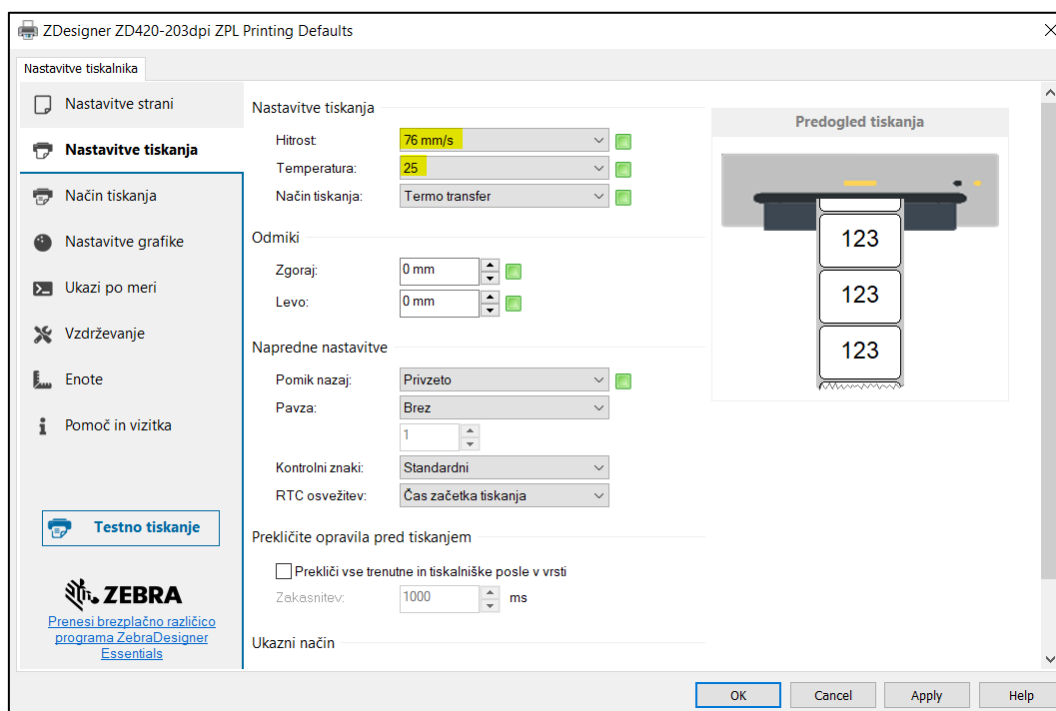 ZDesigner ZD420-203dpi ZPL Printing Defaults
Nastavitve tiskalnika
Nastavitve strani
Nastavitve tiskanja
Način tiskanja
Nastavitve grafike
Ukazi po meri
Vzdrževanje
Enote
Pomoč in vizitka
Testno tiskanje
ZEBRA
Prenesi brezplačno različico
programa ZebraDesigner
Essentials
Nastavitve tiskanja
Hitrost: 76 mm/s
Temperatura: 25
Način tiskanja: Termo transfer
Odmiki
Zgoraj: 0 mm
Levo: 0 mm
Napredne nastavitve
Pomik nazaj: Privzeto
Pavza: Brez
1
Kontrolni znaki: Standardni
RTC osvežitev: Čas začetka tiskanja
Prekličite opravila pred tiskanjem
Prekliči vse trenutne in tiskalniške posle v vrsti
Zakasnitev: 1000 ms
Ukazni način
Predogled tiskanja
123
123
123
OK Cancel Apply Help